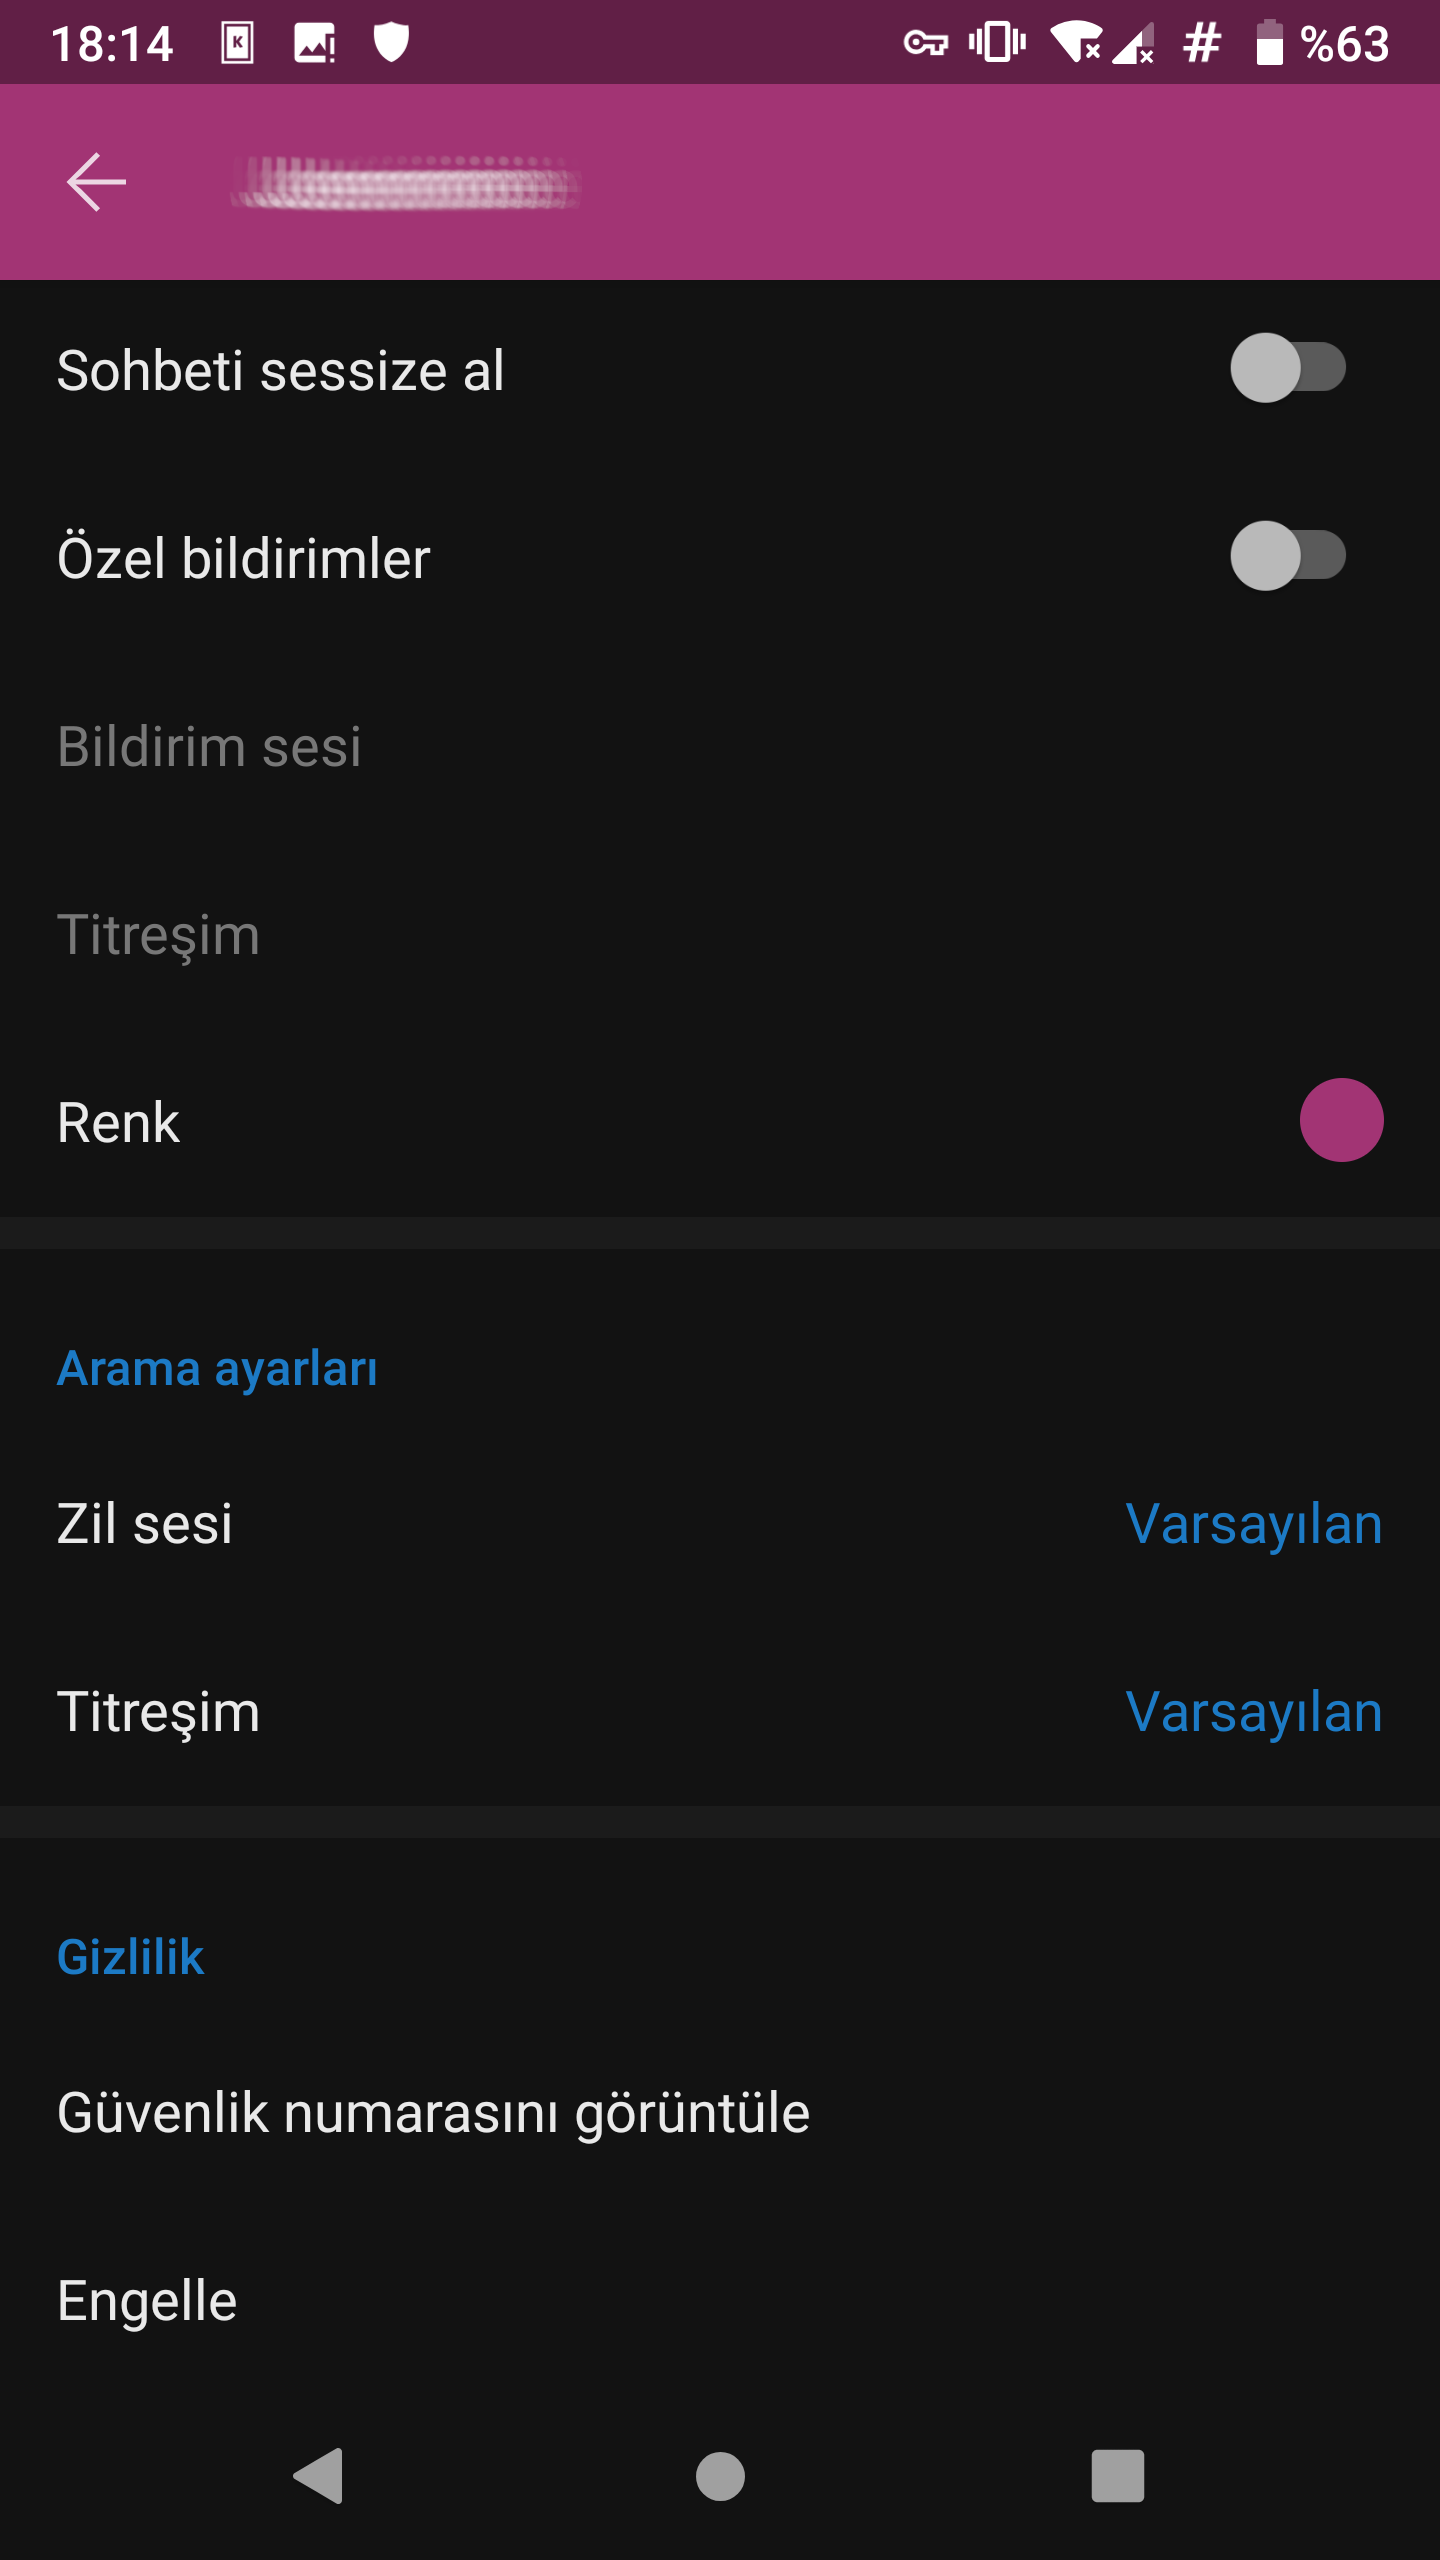 18:14
%63
Sohbeti sessize al
Özel bildirimler
Bildirim sesi
Titreşim
Renk
Arama ayarları
Zil sesi Varsayılan
Titreşim Varsayılan
Gizlilik
Güvenlik numarasını görüntüle
Engelle